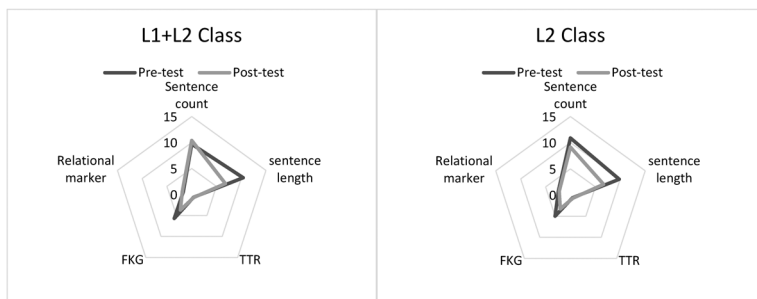 L1+L2 Class
Pre-test
Post-test
Sentence
count
15
10
5
0
sentence
length
TTR
FKG
Relational
marker
L2 Class
Pre-test
Post-test
Sentence
count
15
10
5
0
sentence
length
TTR
FKG
Relational
marker